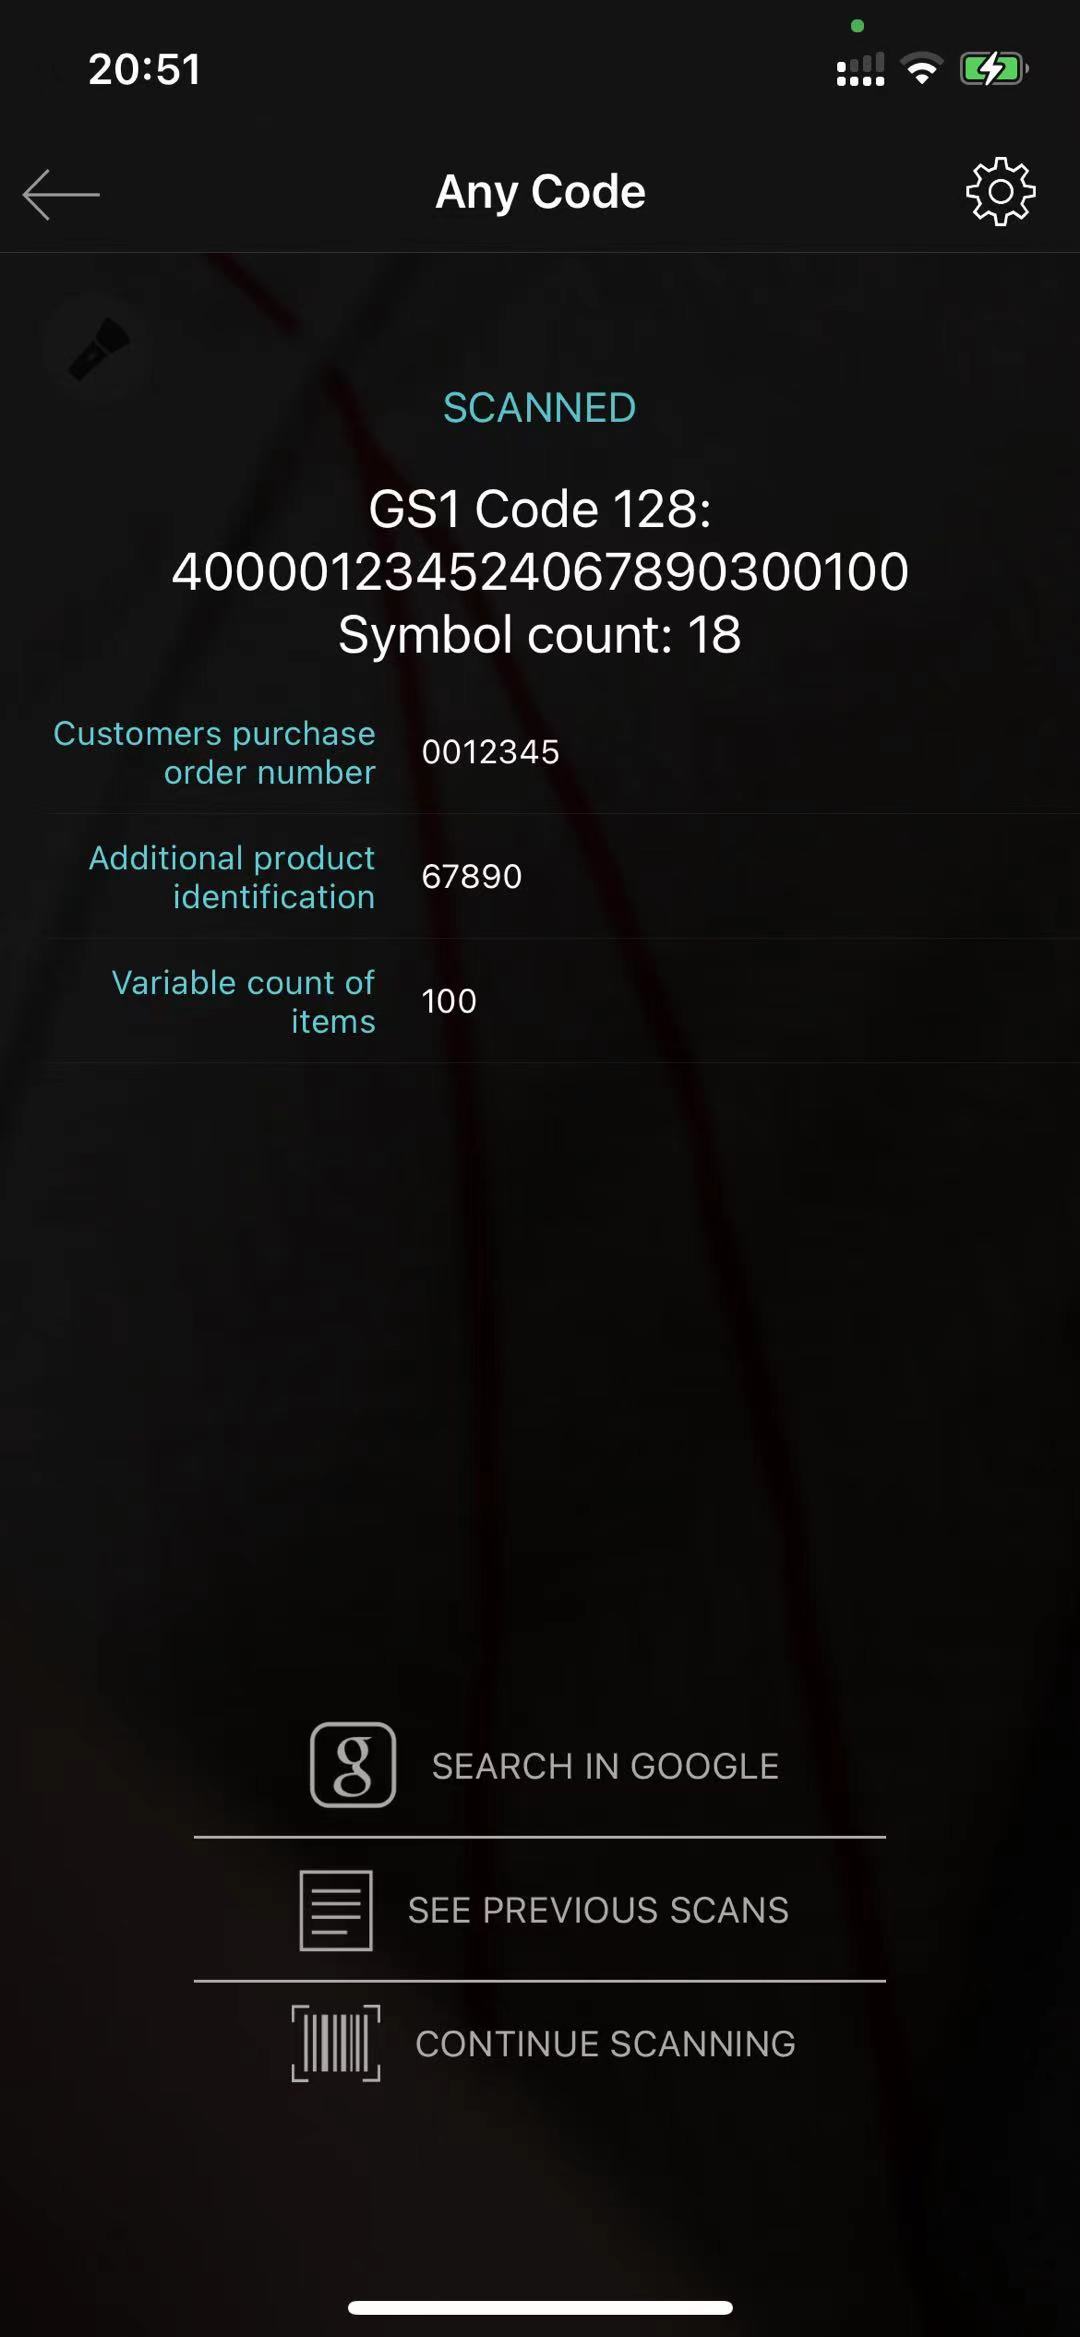 20:51
Any Code
SCANNED
GS1 Code 128:
400001234524067890300100
Symbol count: 18
Customers purchase
order number
0012345
Additional product
identification
67890
Variable count of
items
100
g
SEARCH IN GOOGLE
SEE PREVIOUS SCANS
CONTINUE SCANNING